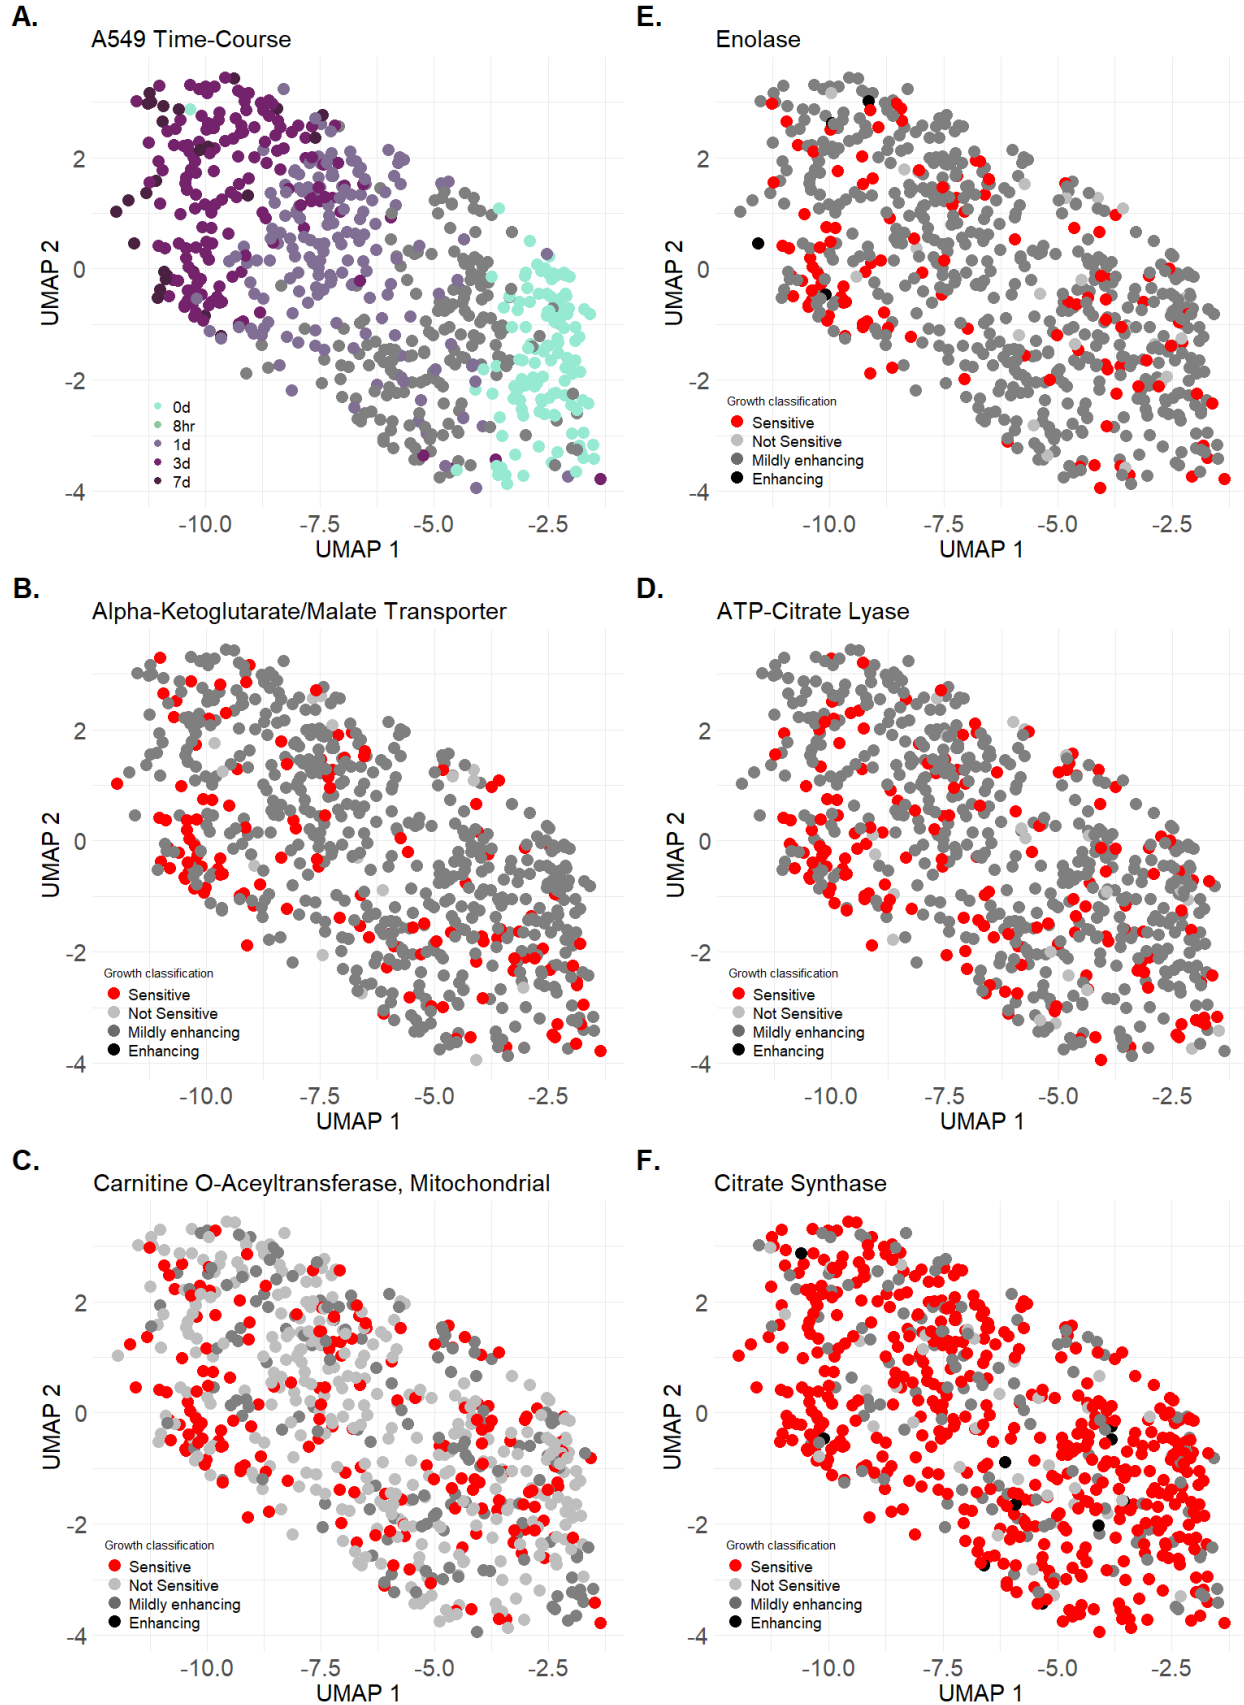 A.
A549 Time-Course
UMAP 2
2
0
-2
-4
0d
8hr
1d
3d
7d
-10.0 -7.5 -5.0 -2.5
UMAP 1
E.
Enolase
UMAP 2
2
0
-2
-4
Growth classification
Sensitive
Not Sensitive
Mildly enhancing
Enhancing
-10.0 -7.5 -5.0 -2.5
UMAP 1
B.
Alpha-Ketoglutarate/Malate Transporter
UMAP 2
2
0
-2
-4
Growth classification
Sensitive
Not Sensitive
Mildly enhancing
Enhancing
-10.0 -7.5 -5.0 -2.5
UMAP 1
D.
ATP-Citrate Lyase
UMAP 2
2
0
-2
-4
Growth classification
Sensitive
Not Sensitive
Mildly enhancing
Enhancing
-10.0 -7.5 -5.0 -2.5
UMAP 1
C.
Carnitine O-Aceyltransferase, Mitochondrial
UMAP 2
2
0
-2
-4
Growth classification
Sensitive
Not Sensitive
Mildly enhancing
Enhancing
-10.0 -7.5 -5.0 -2.5
UMAP 1
F.
Citrate Synthase
UMAP 2
2
0
-2
-4
Growth classification
Sensitive
Not Sensitive
Mildly enhancing
Enhancing
-10.0 -7.5 -5.0 -2.5
UMAP 1